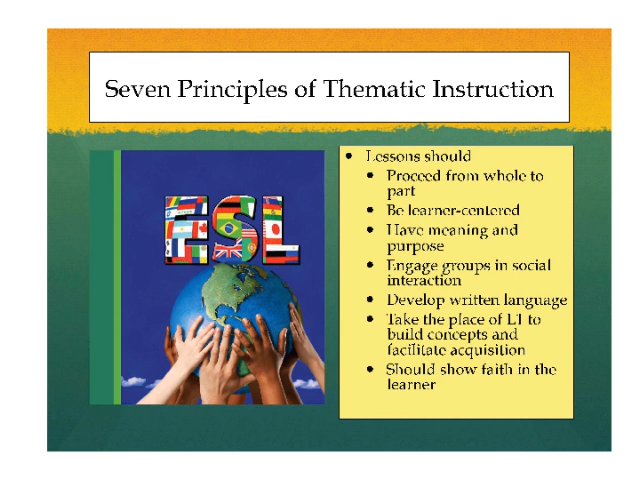 Seven Principles of Thematic Instruction
ESL
• Lessons should
• Proceed from whole to
part
• Be learner-centered
• Have meaning and
purpose
• Engage groups in social
interaction
• Develop written language
• Take the place of L1 to
build concepts and
facilitate acquisition
• Should show faith in the
learner